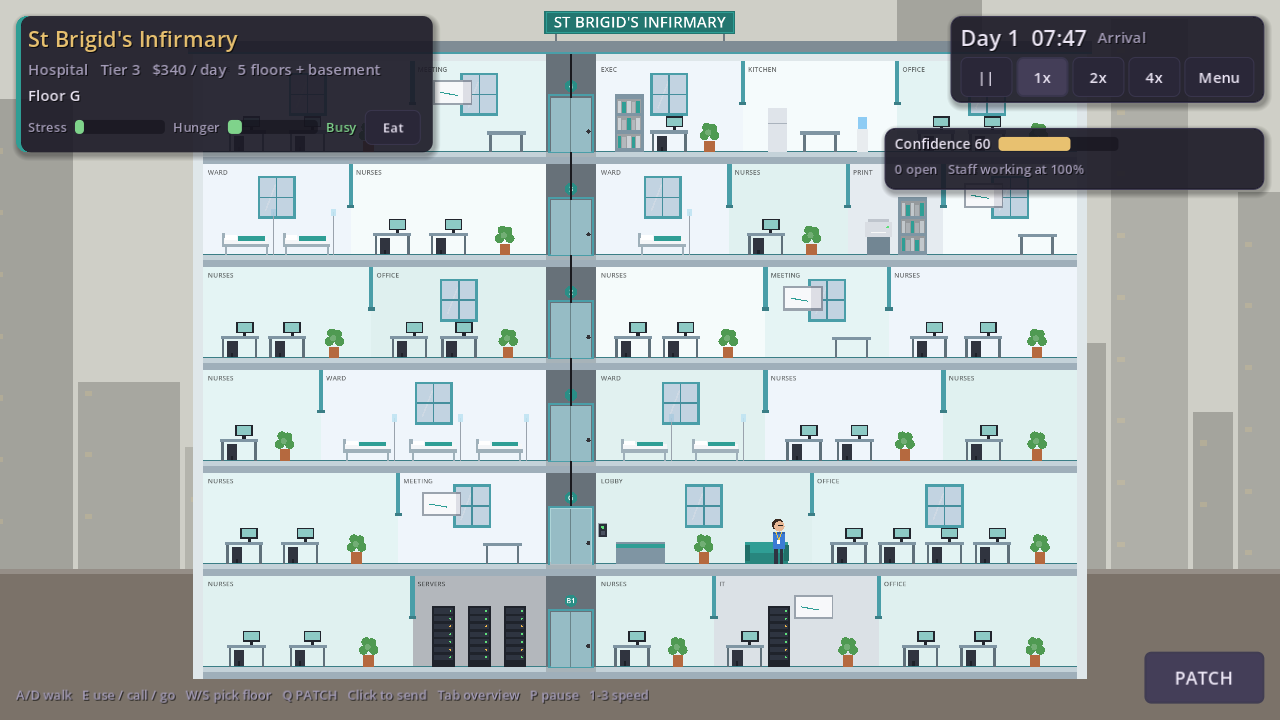 ST BRIGID'S INFIRMARY
St Brigid's Infirmary
Hospital Tier 3 $340 / day 5 floors + basement
Floor G
Stress Hunger Busy Eat
Day 1 07:47 Arrival
|| 1x 2x 4x Menu
Confidence 60
0 open Staff working at 100%
EXEC KITCHEN OFFICE
WARD NURSES WARD NURSES PRINT
NURSES OFFICE NURSES MEETING NURSES
NURSES WARD WARD NURSES NURSES
NURSES MEETING LOBBY OFFICE
G
NURSES SERVERS NURSES IT OFFICE
B1
PATCH
A/D walk E use / call / go W/S pick floor Q PATCH Click to send Tab overview P pause 1-3 speed